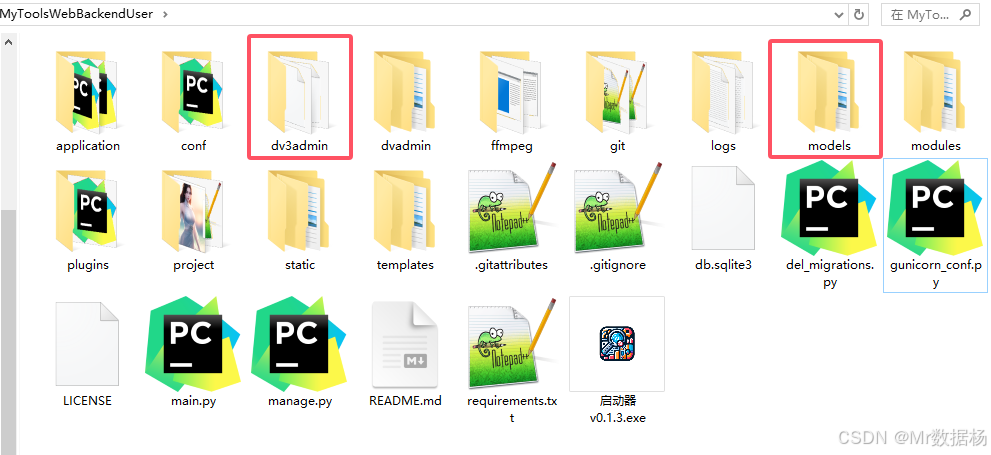 MyToolsWebBackendUser
在 MyTo...
application
conf
dv3admin
dvadmin
ffmpeg
git
logs
models
modules
plugins
project
static
templates
.gitattributes
.gitignore
db.sqlite3
del_migrations.
py
gunicorn_conf.p
y
LICENSE
main.py
manage.py
README.md
requirements.tx
t
启动器
v0.1.3.exe
PC
PC
PC
PC
PC
PC
PC
Notepad++
Notepad++
Notepad++
CSDN @Mr数据杨